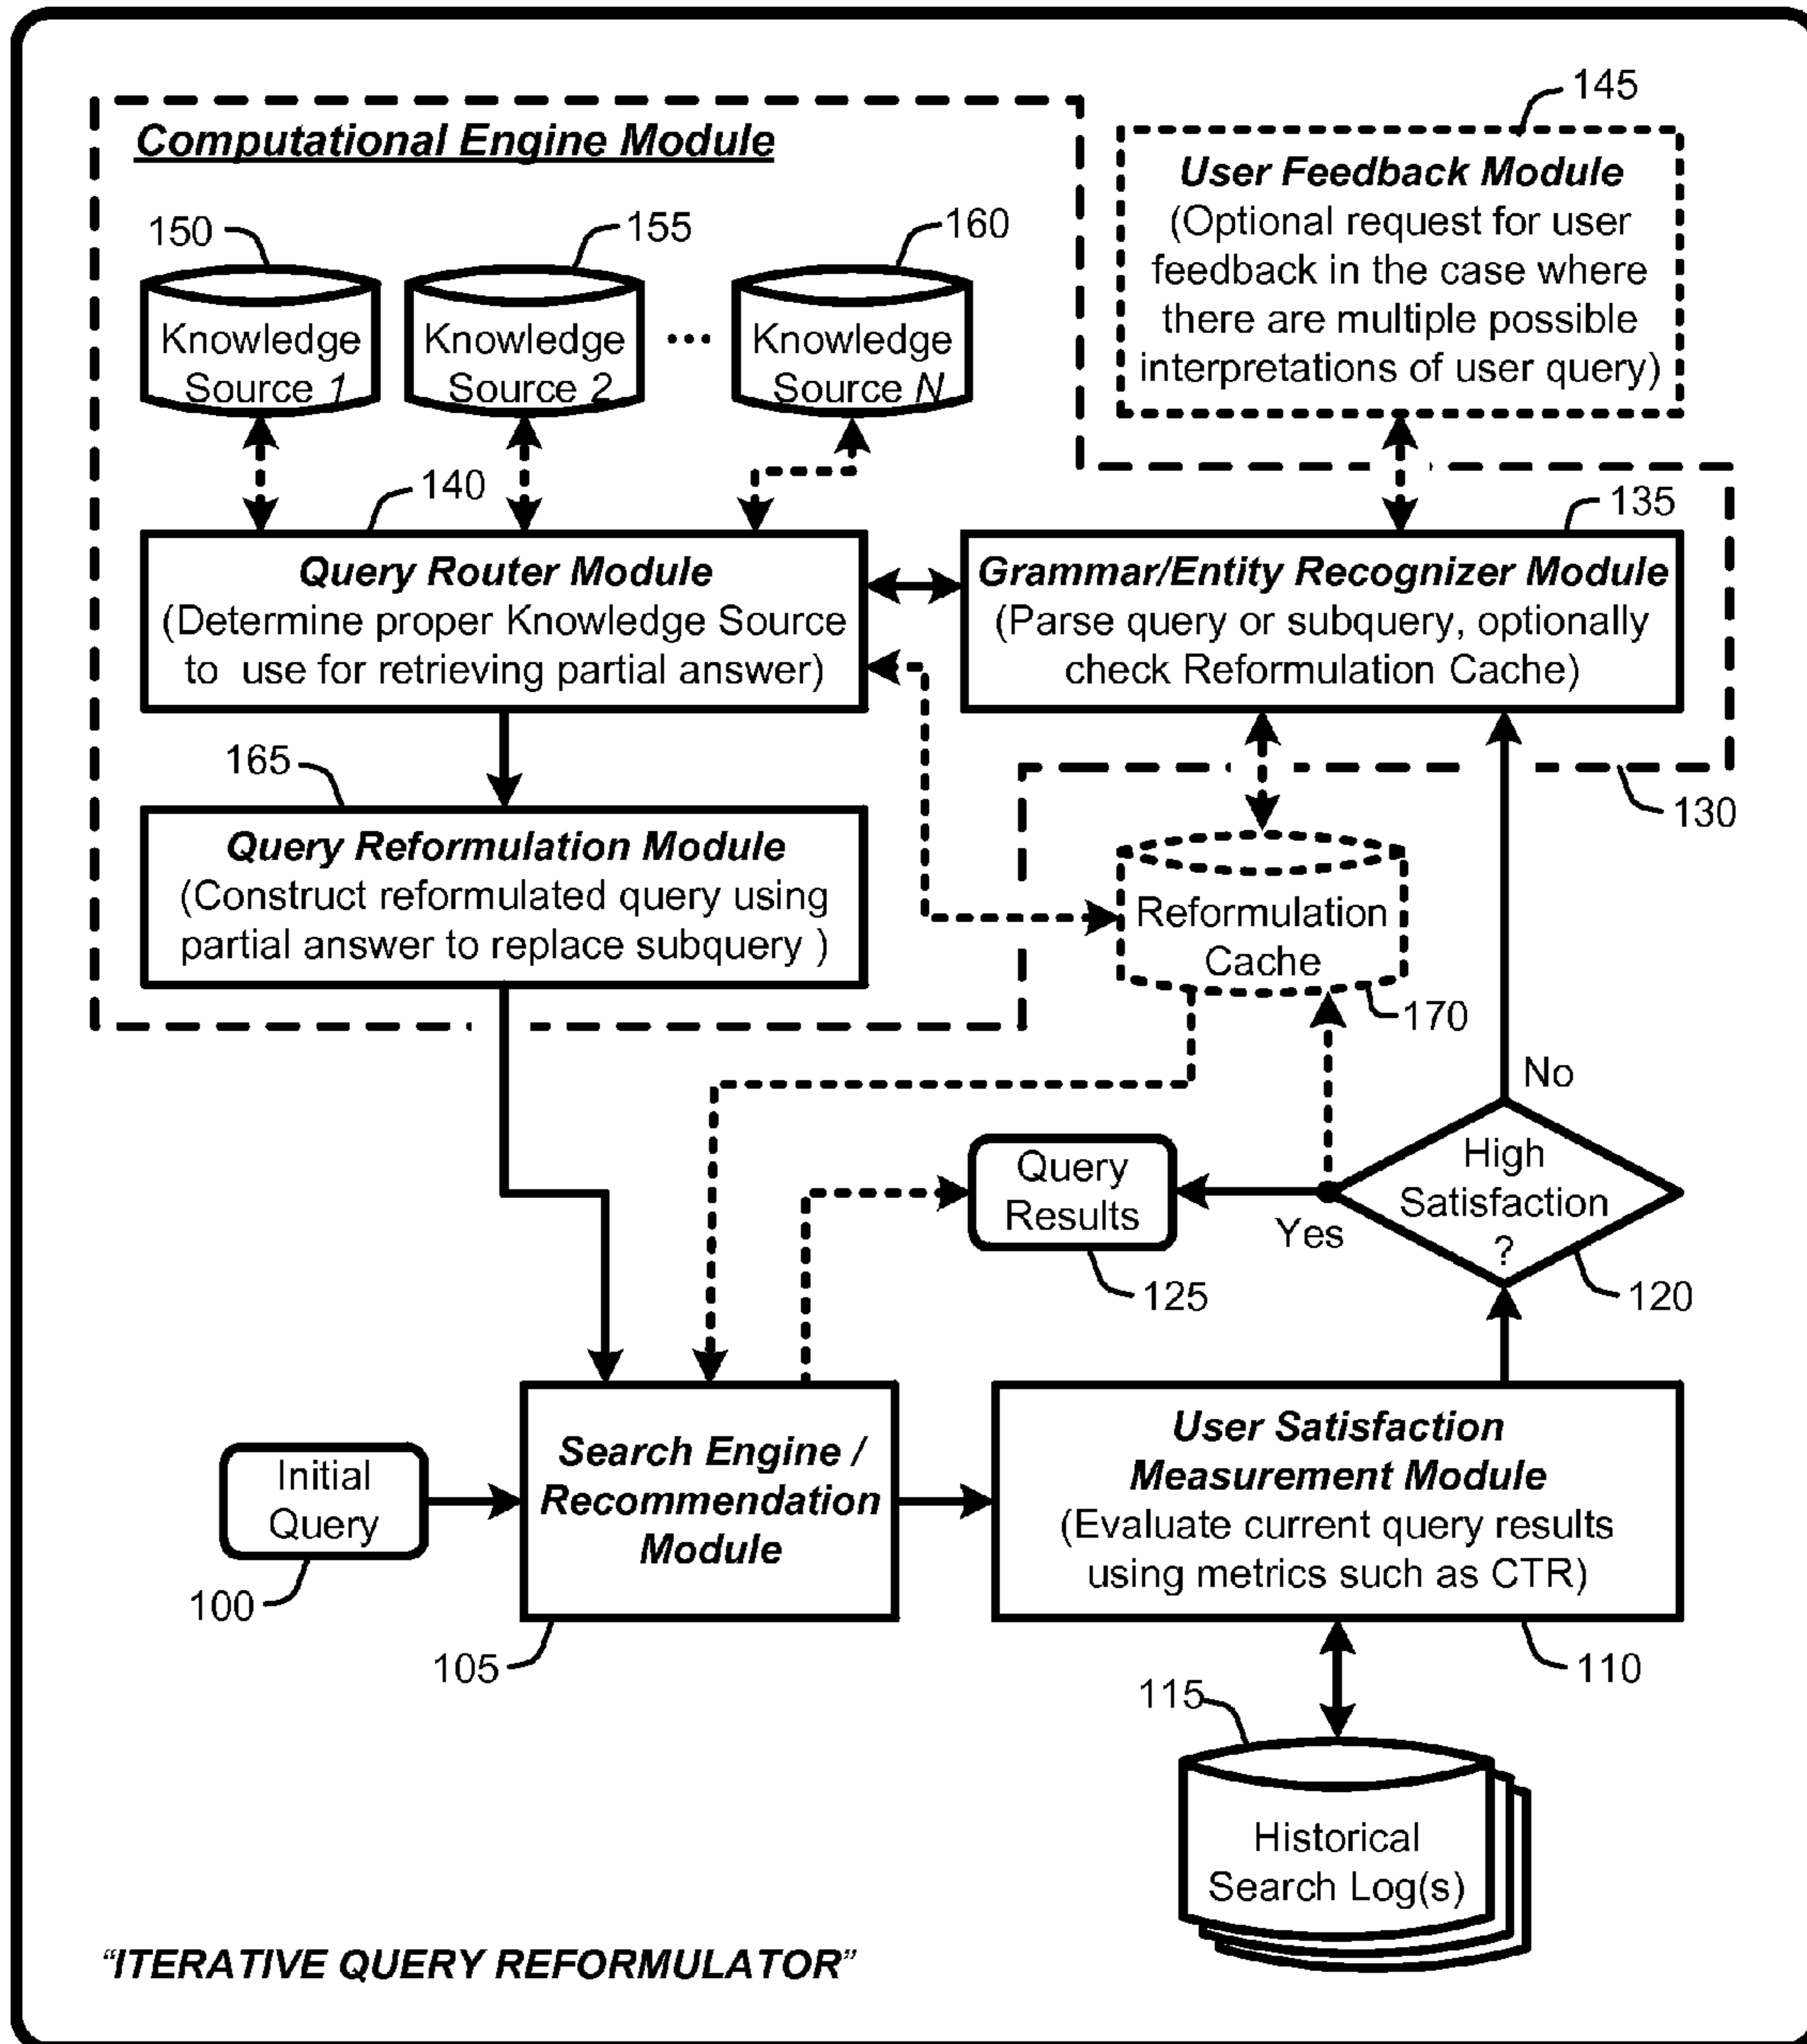 145
Computational Engine Module
User Feedback Module
(Optional request for user
feedback in the case where
there are multiple possible
interpretations of user query)
150
155
160
Knowledge
Source 1
Knowledge
Source 2
...
Knowledge
Source N
140
135
Query Router Module
(Determine proper Knowledge Source
to use for retrieving partial answer)
Grammar/Entity Recognizer Module
(Parse query or subquery, optionally
check Reformulation Cache)
165
130
Query Reformulation Module
(Construct reformulated query using
partial answer to replace subquery )
Reformulation
Cache
170
No
High
Satisfaction
?
Yes
Query
Results
125
120
Initial
Query
100
Search Engine /
Recommendation
Module
105
User Satisfaction
Measurement Module
(Evaluate current query results
using metrics such as CTR)
110
115
Historical
Search Log(s)
“ITERATIVE QUERY REFORMULATOR”